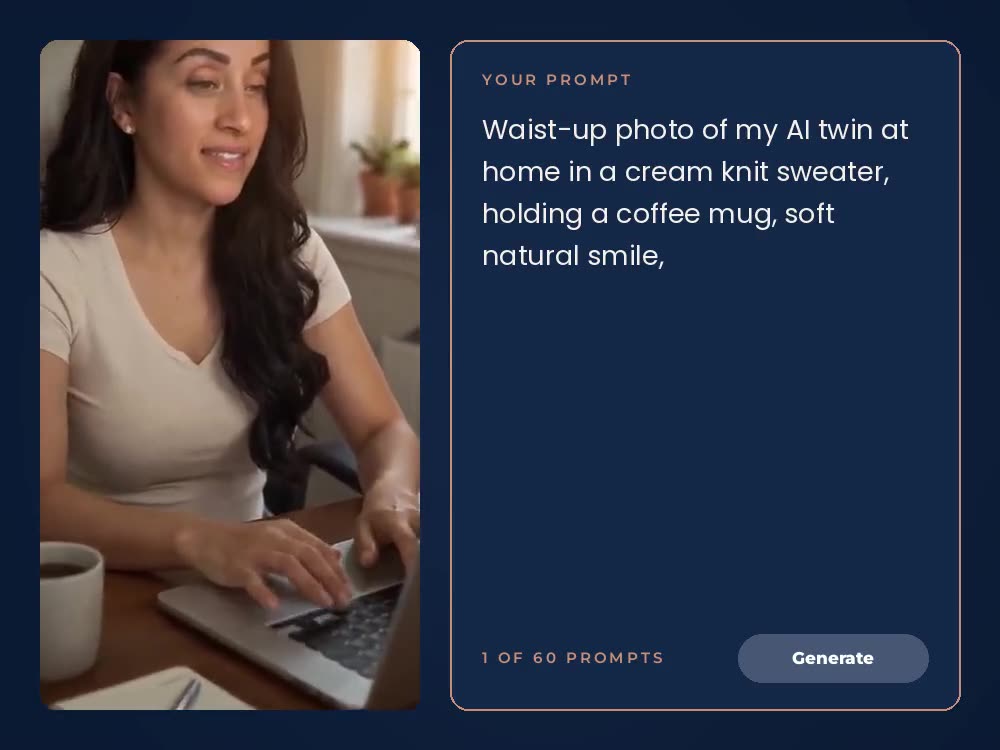 YOUR PROMPT
Waist-up photo of my AI twin at
home in a cream knit sweater,
holding a coffee mug, soft
natural smile,
1 OF 60 PROMPTS
Generate